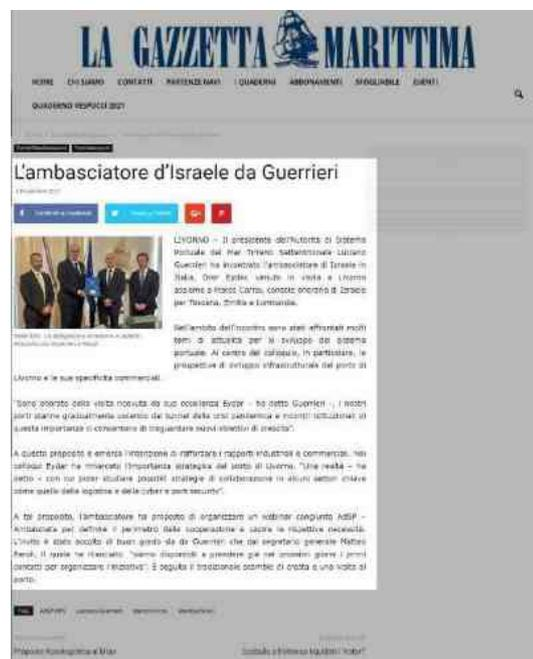 LA GAZZETTA MARITTIMA
HOME CHI SIAMO CONTATTI PARTENZE NAVI I QUADERNI ABBONAMENTI SFOGLIABILE EVENTI
QUADERNO VESPUCCI 2021
L'ambasciatore d'Israele da Guerrieri
LIVORNO – Il presidente dell'Autorità di Sistema
Portuale del Mar Tirreno Settentrionale Luciano
Guerrieri ha incontrato l'ambasciatore di Israele in
Italia, Dror Eydar, venuto in visita a Livorno
assieme a Marco Carrai, console onorario di Israele
per Toscana, Emilia e Lombardia.
Nell'ambito dell'incontro sono stati affrontati molti
temi di attualità per lo sviluppo del sistema
portuale. Al centro del colloquio, in particolare, le
prospettive di sviluppo infrastrutturale del porto di
Livorno e le sue specificità commerciali.
"Sono onorato della visita ricevuta da sua eccellenza Eydar – ha detto Guerrieri –, i nostri
porti stanno gradualmente uscendo dal tunnel della crisi pandemica e incontri istituzionali di
questa importanza ci consentono di traguardare nuovi obiettivi di crescita".
A questo proposito è emersa l'intenzione di rafforzare i rapporti industriali e commerciali. Nei
colloqui Eydar ha rimarcato l'importanza strategica del porto di Livorno. "Una realtà – ha
detto – con cui poter studiare possibili strategie di collaborazione in alcuni settori chiave
come quello della logistica e della cyber e port security".
A tal proposito, l'ambasciatore ha proposto di organizzare un webinar congiunto AdSP –
Ambasciata per definire il perimetro della cooperazione e capire le rispettive necessità.
L'invito è stato accolto di buon grado sia da Guerrieri che dal segretario generale Matteo
Paroli, il quale ha rilanciato: "siamo disponibili a prendere già nei prossimi giorni i primi
contatti per organizzare l'iniziativa". È seguito il tradizionale scambio di crest e una visita al
porto.